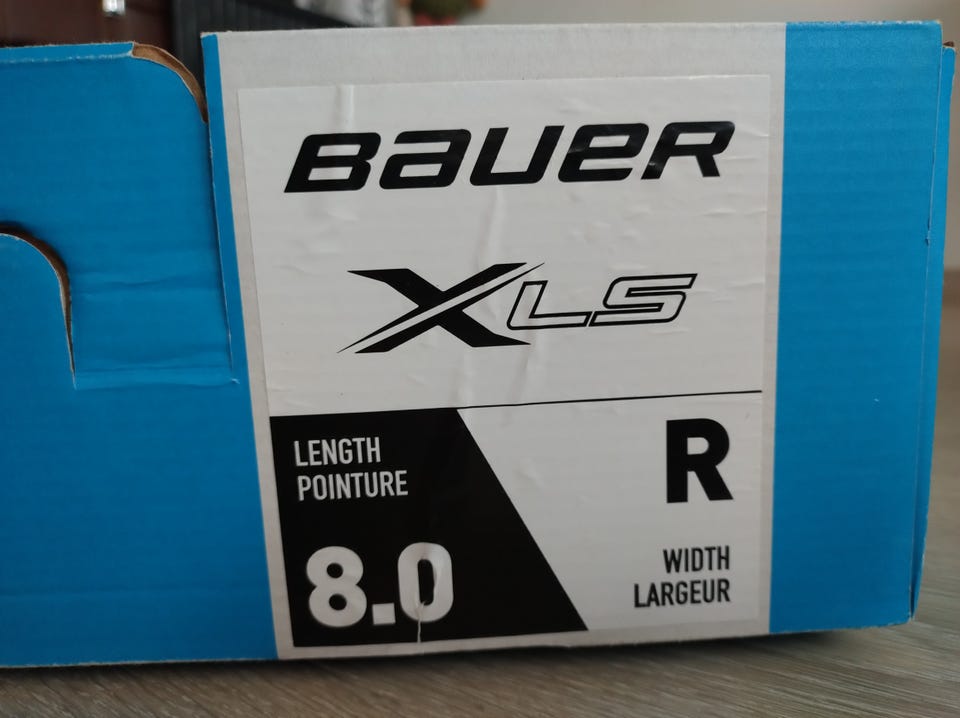 BAUER
XLS
LENGTH
POINTURE
8.0
R
WIDTH
LARGEUR